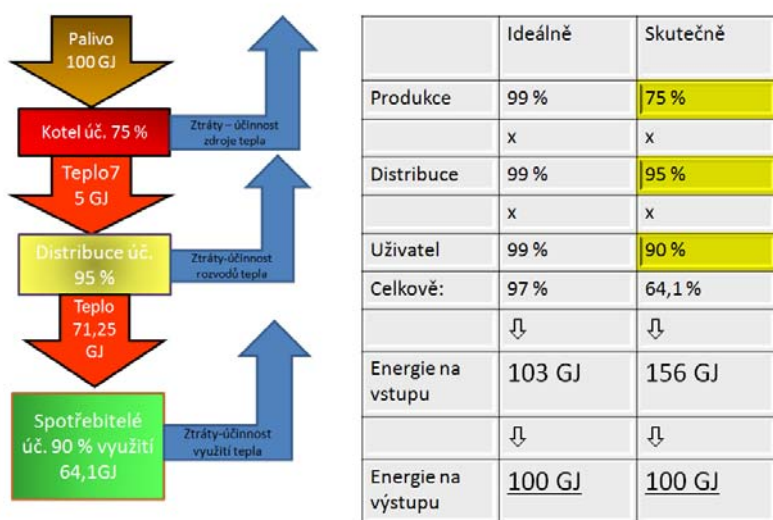 Palivo
100 GJ
Kotel úč. 75 %
Ztráty – účinnost
zdroje tepla
Teplo7
5 GJ
Distribuce úč.
95 %
Ztráty-účinnost
rozvodů tepla
Teplo
71,25
GJ
Spotřebitelé
úč. 90 % využití
64,1GJ
Ztráty-účinnost
využití tepla
Ideálně Skutečně
Produkce 99 % 75 %
x x
Distribuce 99 % 95 %
x x
Uživatel 99 % 90 %
Celkově: 97 % 64,1 %
⇩ ⇩
Energie na
vstupu 103 GJ 156 GJ
⇩ ⇩
Energie na
výstupu 100 GJ 100 GJ